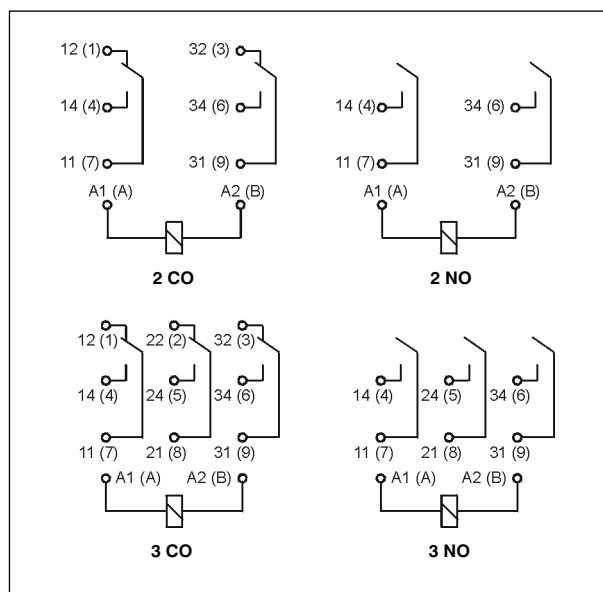 12 (1) 32 (3)
14 (4) 34 (6) 14 (4) 34 (6)
11 (7) 31 (9) 11 (7) 31 (9)
A1 (A) A2 (B) A1 (A) A2 (B)
2 CO 2 NO
12 (1) 22 (2) 32 (3)
14 (4) 24 (5) 34 (6) 14 (4) 24 (5) 34 (6)
11 (7) 21 (8) 31 (9) 11 (7) 21 (8) 31 (9)
A1 (A) A2 (B) A1 (A) A2 (B)
3 CO 3 NO